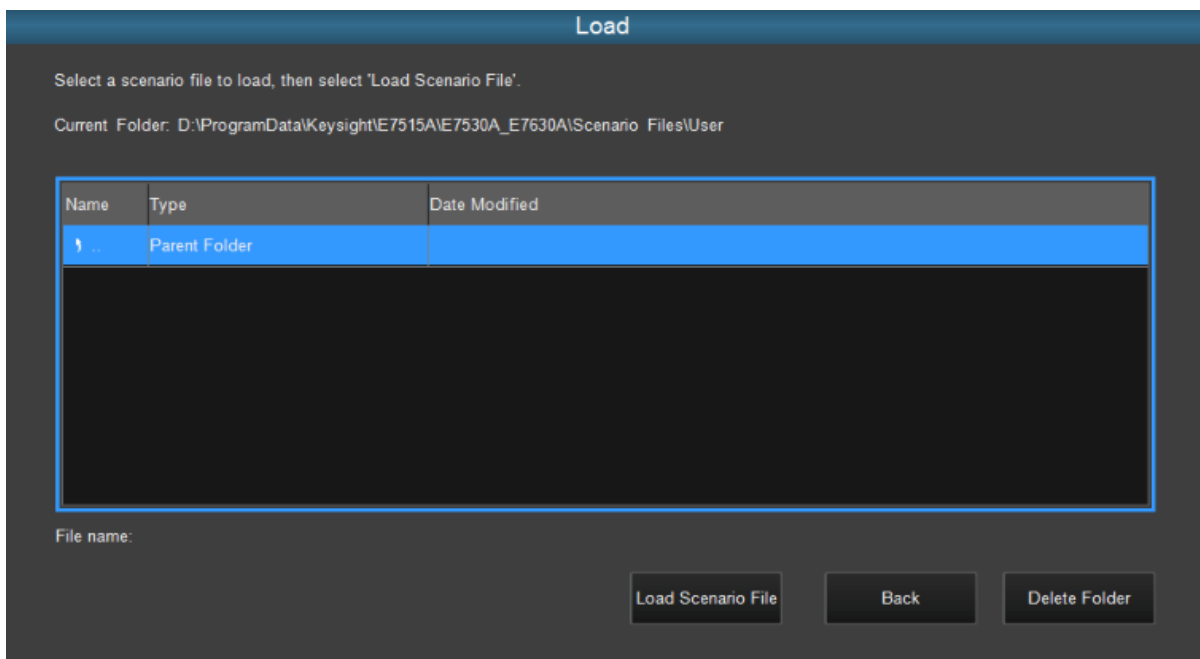 Load
Select a scenario file to load, then select 'Load Scenario File'.
Current Folder: D:\ProgramData\Keysight\E7515A\E7530A_E7630A\Scenario Files\User
Name Type Date Modified
.. Parent Folder
File name:
Load Scenario File Back Delete Folder